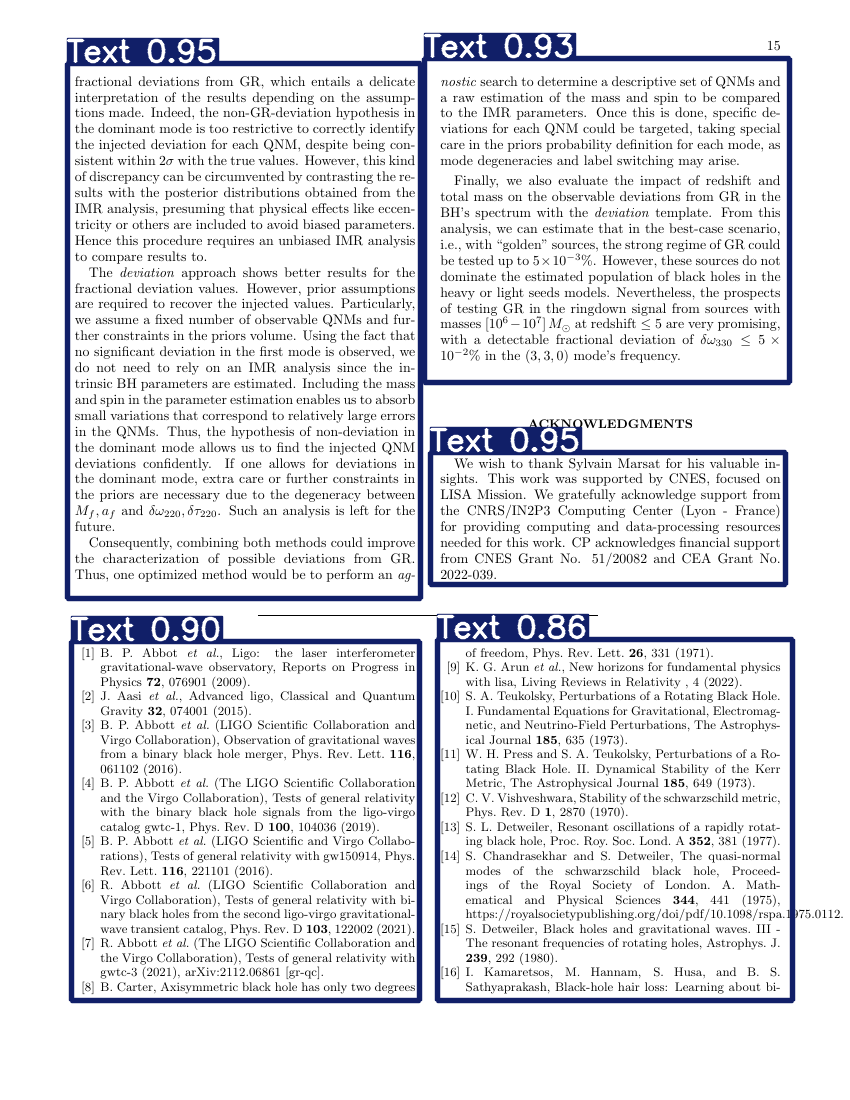 Text 0.95
fractional deviations from GR, which entails a delicate
interpretation of the results depending on the assump-
tions made. Indeed, the non-GR-deviation hypothesis in
the dominant mode is too restrictive to correctly identify
the injected deviation for each QNM, despite being con-
sistent within 2σ with the true values. However, this kind
of discrepancy can be circumvented by contrasting the re-
sults with the posterior distributions obtained from the
IMR analysis, presuming that physical effects like eccen-
tricity or others are included to avoid biased parameters.
Hence this procedure requires an unbiased IMR analysis
to compare results to.
The deviation approach shows better results for the
fractional deviation values. However, prior assumptions
are required to recover the injected values. Particularly,
we assume a fixed number of observable QNMs and fur-
ther constraints in the priors volume. Using the fact that
no significant deviation in the first mode is observed, we
do not need to rely on an IMR analysis since the in-
trinsic BH parameters are estimated. Including the mass
and spin in the parameter estimation enables us to absorb
small variations that correspond to relatively large errors
in the QNMs. Thus, the hypothesis of non-deviation in
the dominant mode allows us to find the injected QNM
deviations confidently. If one allows for deviations in
the dominant mode, extra care or further constraints in
the priors are necessary due to the degeneracy between
M_f, a_f and δω₂₂₀, δτ₂₂₀. Such an analysis is left for the
future.
Consequently, combining both methods could improve
the characterization of possible deviations from GR.
Thus, one optimized method would be to perform an ag-
Text 0.93
15
nostic search to determine a descriptive set of QNMs and
a raw estimation of the mass and spin to be compared
to the IMR parameters. Once this is done, specific de-
viations for each QNM could be targeted, taking special
care in the priors probability definition for each mode, as
mode degeneracies and label switching may arise.
Finally, we also evaluate the impact of redshift and
total mass on the observable deviations from GR in the
BH's spectrum with the deviation template. From this
analysis, we can estimate that in the best-case scenario,
i.e., with "golden" sources, the strong regime of GR could
be tested up to 5×10⁻³%. However, these sources do not
dominate the estimated population of black holes in the
heavy or light seeds models. Nevertheless, the prospects
of testing GR in the ringdown signal from sources with
masses [10⁶−10⁷] M⊙ at redshift ≤ 5 are very promising,
with a detectable fractional deviation of δω₃₃₀ ≤ 5 ×
10⁻²% in the (3, 3, 0) mode's frequency.
ACKNOWLEDGMENTS
Text 0.95
We wish to thank Sylvain Marsat for his valuable in-
sights. This work was supported by CNES, focused on
LISA Mission. We gratefully acknowledge support from
the CNRS/IN2P3 Computing Center (Lyon - France)
for providing computing and data-processing resources
needed for this work. CP acknowledges financial support
from CNES Grant No. 51/20082 and CEA Grant No.
2022-039.
Text 0.90
[1] B. P. Abbot et al., Ligo: the laser interferometer
gravitational-wave observatory, Reports on Progress in
Physics 72, 076901 (2009).
[2] J. Aasi et al., Advanced ligo, Classical and Quantum
Gravity 32, 074001 (2015).
[3] B. P. Abbott et al. (LIGO Scientific Collaboration and
Virgo Collaboration), Observation of gravitational waves
from a binary black hole merger, Phys. Rev. Lett. 116,
061102 (2016).
[4] B. P. Abbott et al. (The LIGO Scientific Collaboration
and the Virgo Collaboration), Tests of general relativity
with the binary black hole signals from the ligo-virgo
catalog gwtc-1, Phys. Rev. D 100, 104036 (2019).
[5] B. P. Abbott et al. (LIGO Scientific and Virgo Collabo-
rations), Tests of general relativity with gw150914, Phys.
Rev. Lett. 116, 221101 (2016).
[6] R. Abbott et al. (LIGO Scientific Collaboration and
Virgo Collaboration), Tests of general relativity with bi-
nary black holes from the second ligo-virgo gravitational-
wave transient catalog, Phys. Rev. D 103, 122002 (2021).
[7] R. Abbott et al. (The LIGO Scientific Collaboration and
the Virgo Collaboration), Tests of general relativity with
gwtc-3 (2021), arXiv:2112.06861 [gr-qc].
[8] B. Carter, Axisymmetric black hole has only two degrees
Text 0.86
of freedom, Phys. Rev. Lett. 26, 331 (1971).
[9] K. G. Arun et al., New horizons for fundamental physics
with lisa, Living Reviews in Relativity , 4 (2022).
[10] S. A. Teukolsky, Perturbations of a Rotating Black Hole.
I. Fundamental Equations for Gravitational, Electromag-
netic, and Neutrino-Field Perturbations, The Astrophys-
ical Journal 185, 635 (1973).
[11] W. H. Press and S. A. Teukolsky, Perturbations of a Ro-
tating Black Hole. II. Dynamical Stability of the Kerr
Metric, The Astrophysical Journal 185, 649 (1973).
[12] C. V. Vishveshwara, Stability of the schwarzschild metric,
Phys. Rev. D 1, 2870 (1970).
[13] S. L. Detweiler, Resonant oscillations of a rapidly rotat-
ing black hole, Proc. Roy. Soc. Lond. A 352, 381 (1977).
[14] S. Chandrasekhar and S. Detweiler, The quasi-normal
modes of the schwarzschild black hole, Proceed-
ings of the Royal Society of London. A. Math-
ematical and Physical Sciences 344, 441 (1975),
https://royalsocietypublishing.org/doi/pdf/10.1098/rspa.1975.0112.
[15] S. Detweiler, Black holes and gravitational waves. III -
The resonant frequencies of rotating holes, Astrophys. J.
239, 292 (1980).
[16] I. Kamaretsos, M. Hannam, S. Husa, and B. S.
Sathyaprakash, Black-hole hair loss: Learning about bi-